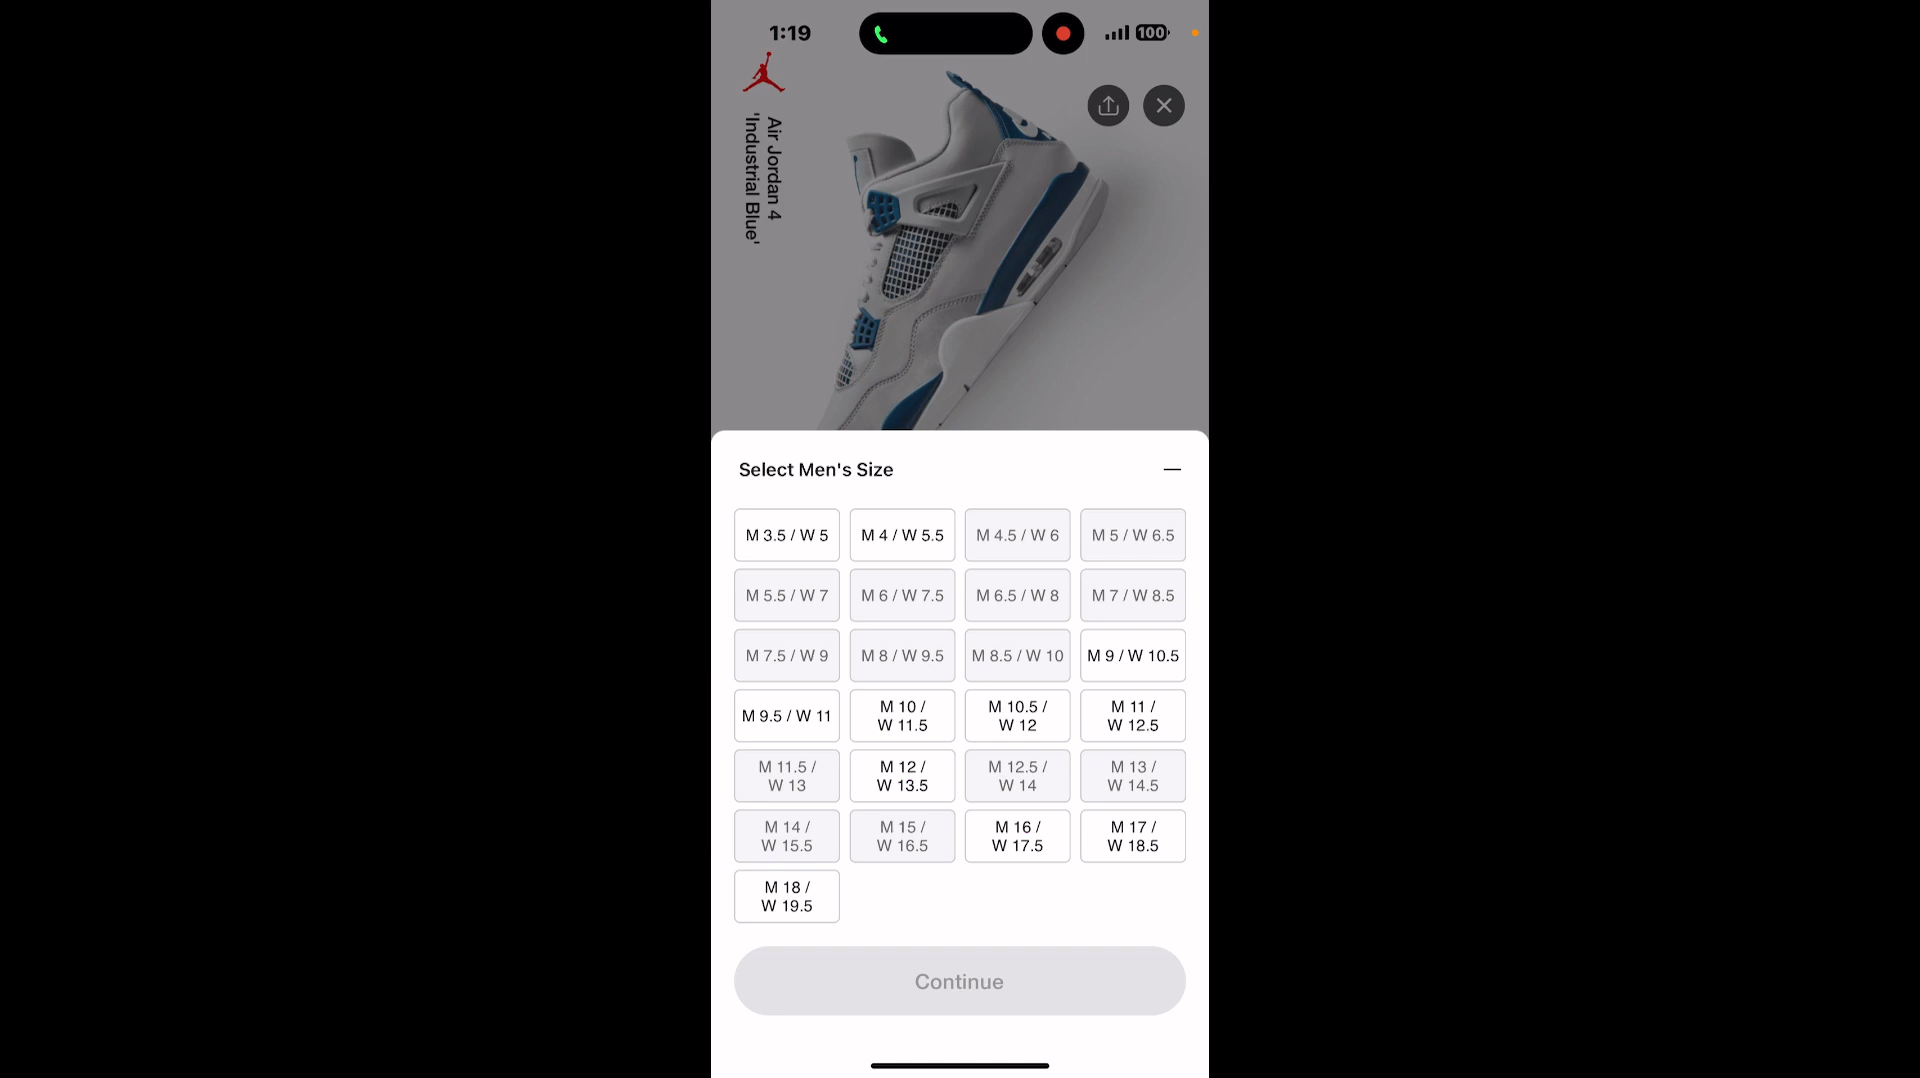 1:19
100
Air Jordan 4
'Industrial Blue'
Select Men's Size
M 3.5 / W 5
M 4 / W 5.5
M 4.5 / W 6
M 5 / W 6.5
M 5.5 / W 7
M 6 / W 7.5
M 6.5 / W 8
M 7 / W 8.5
M 7.5 / W 9
M 8 / W 9.5
M 8.5 / W 10
M 9 / W 10.5
M 9.5 / W 11
M 10 /
W 11.5
M 10.5 /
W 12
M 11 /
W 12.5
M 11.5 /
W 13
M 12 /
W 13.5
M 12.5 /
W 14
M 13 /
W 14.5
M 14 /
W 15.5
M 15 /
W 16.5
M 16 /
W 17.5
M 17 /
W 18.5
M 18 /
W 19.5
Continue